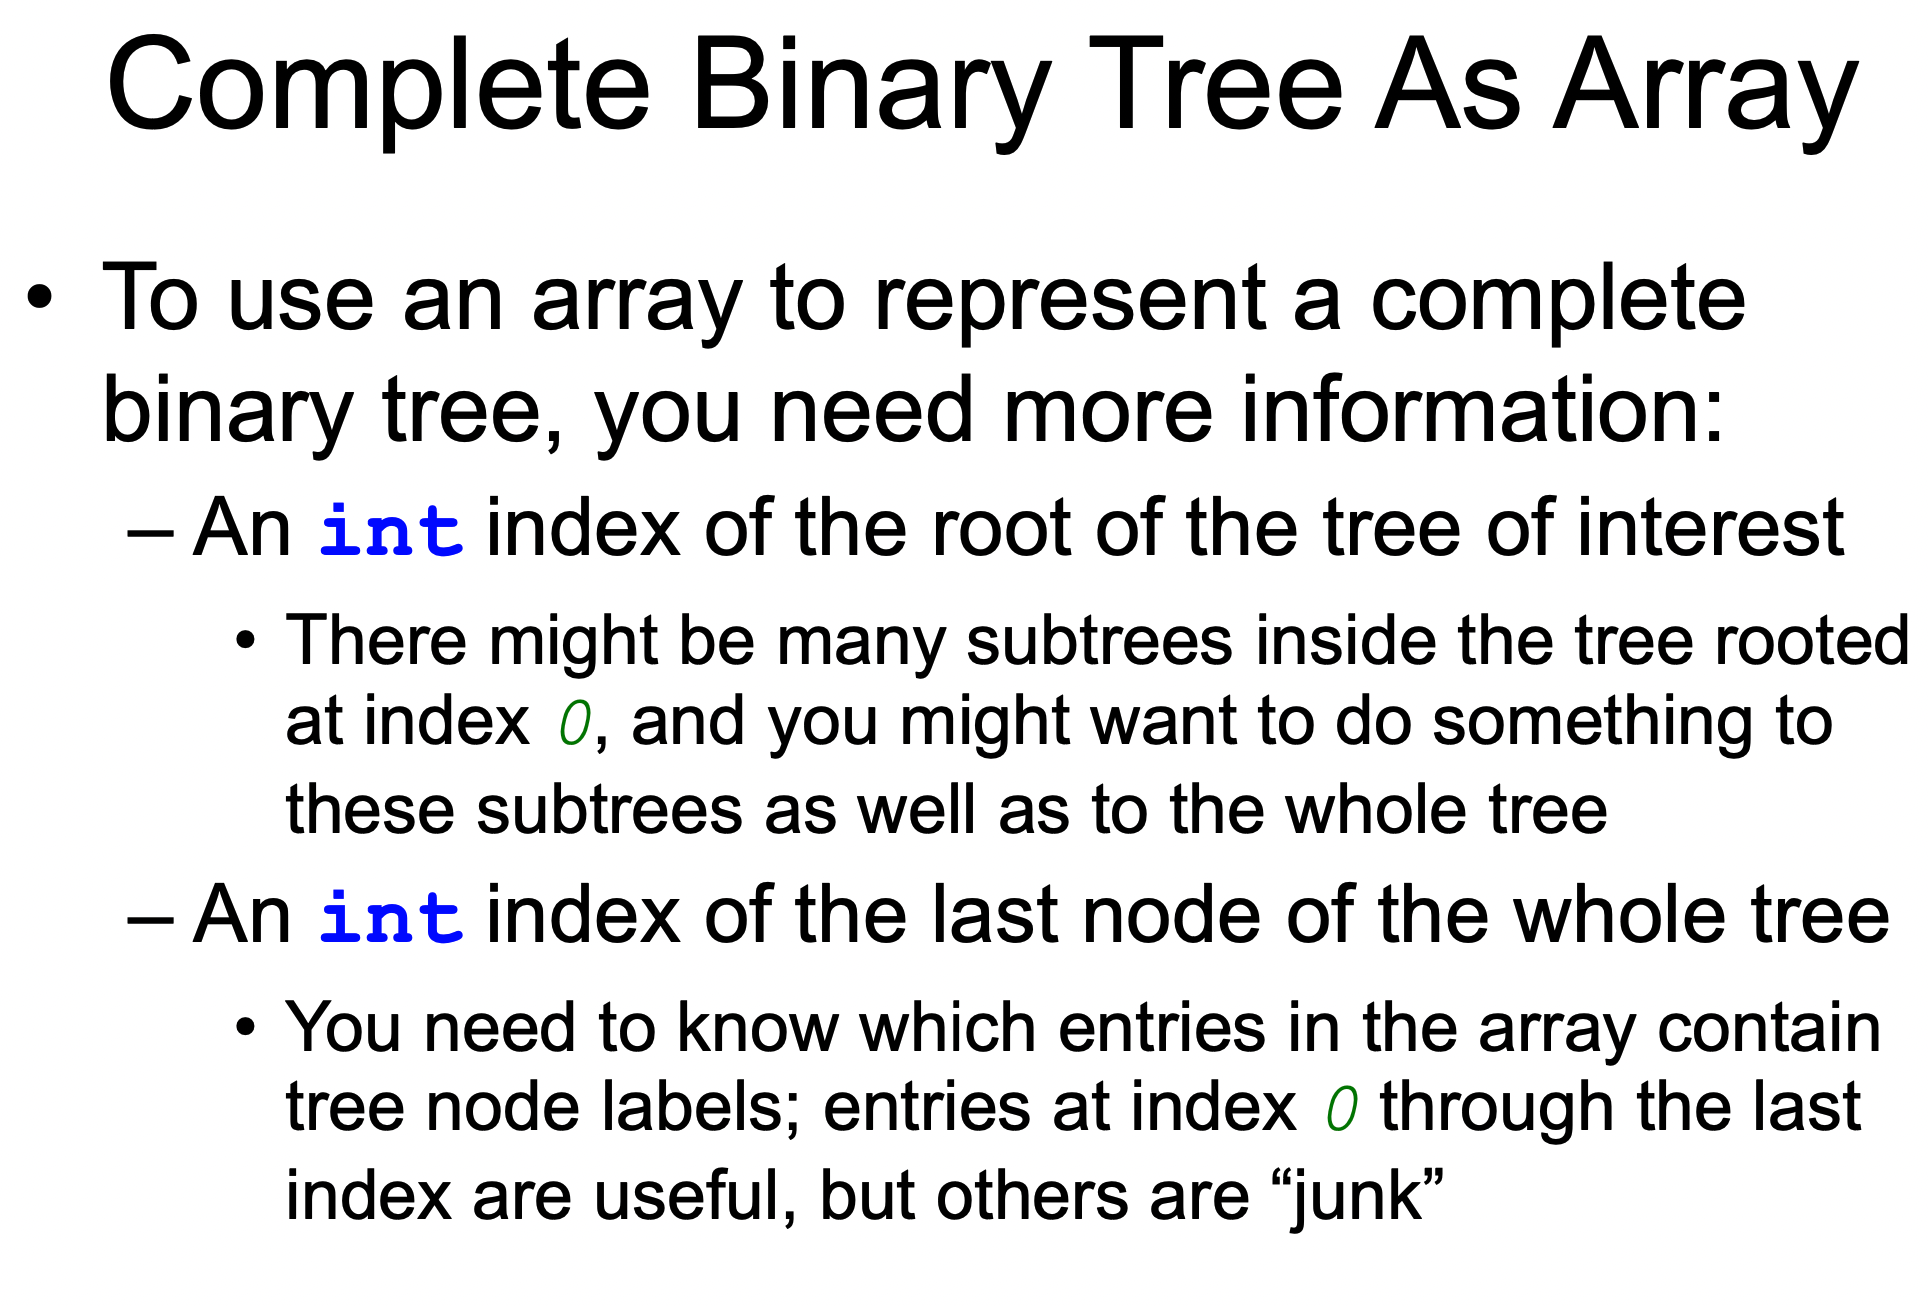 Complete Binary Tree As Array
• To use an array to represent a complete
binary tree, you need more information:
– An int index of the root of the tree of interest
• There might be many subtrees inside the tree rooted
at index 0, and you might want to do something to
these subtrees as well as to the whole tree
– An int index of the last node of the whole tree
• You need to know which entries in the array contain
tree node labels; entries at index 0 through the last
index are useful, but others are “junk”